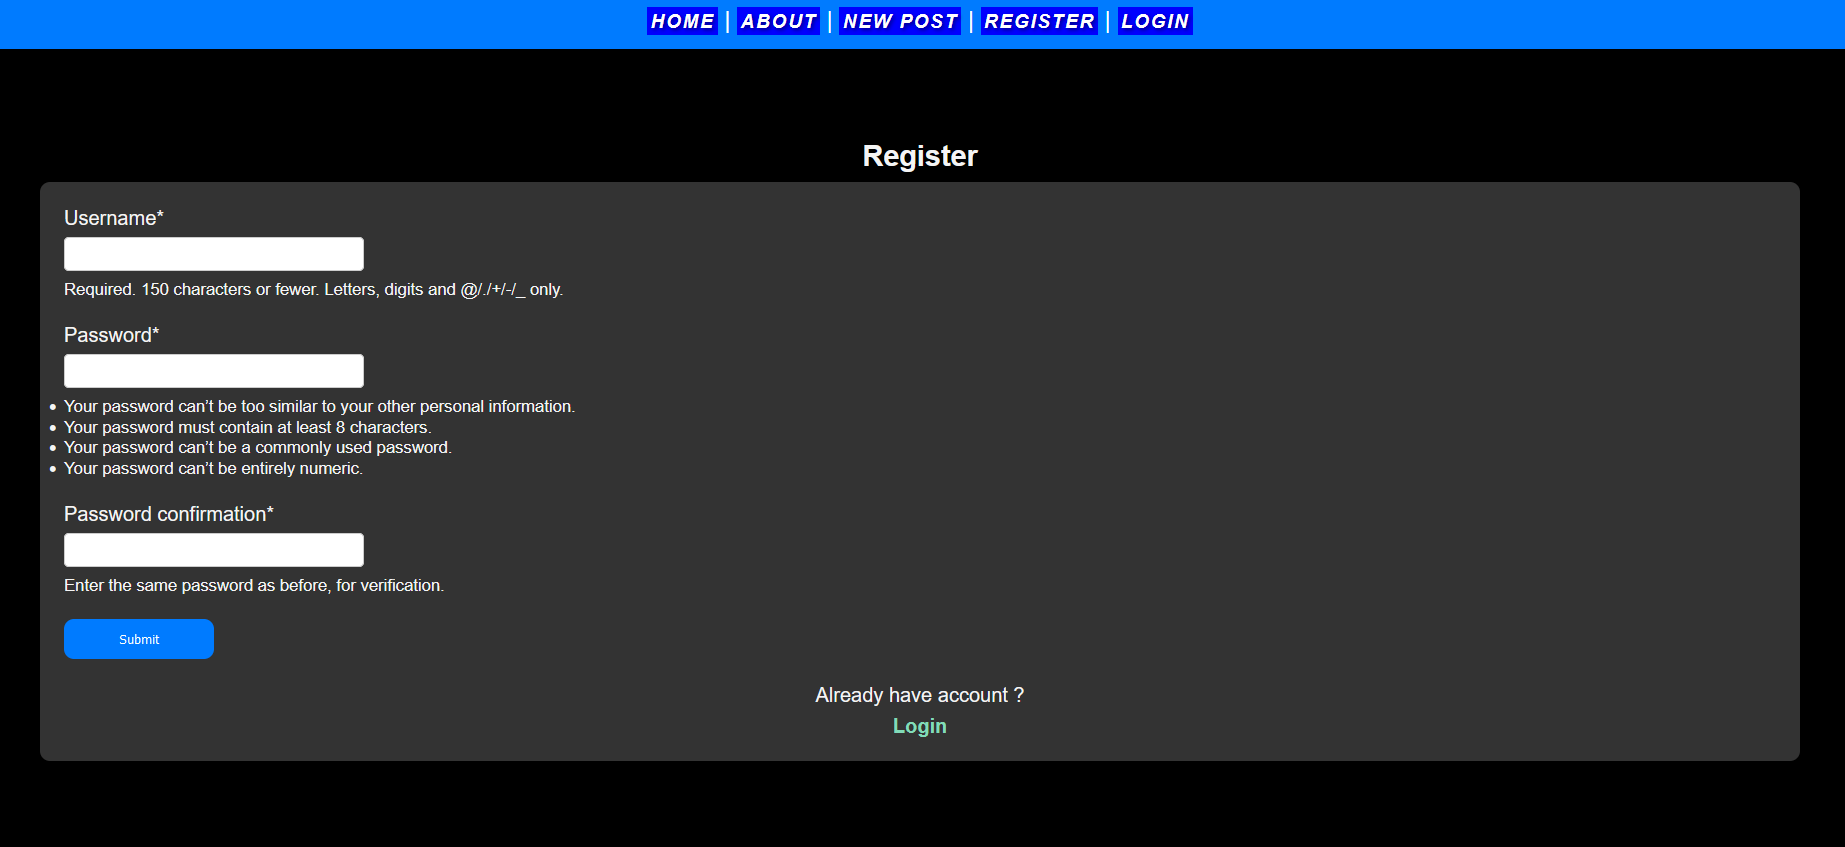 HOME | ABOUT | NEW POST | REGISTER | LOGIN
Register
Username*
Required. 150 characters or fewer. Letters, digits and @/./+/-/_ only.
Password*
• Your password can’t be too similar to your other personal information.
• Your password must contain at least 8 characters.
• Your password can’t be a commonly used password.
• Your password can’t be entirely numeric.
Password confirmation*
Enter the same password as before, for verification.
Submit
Already have account ?
Login